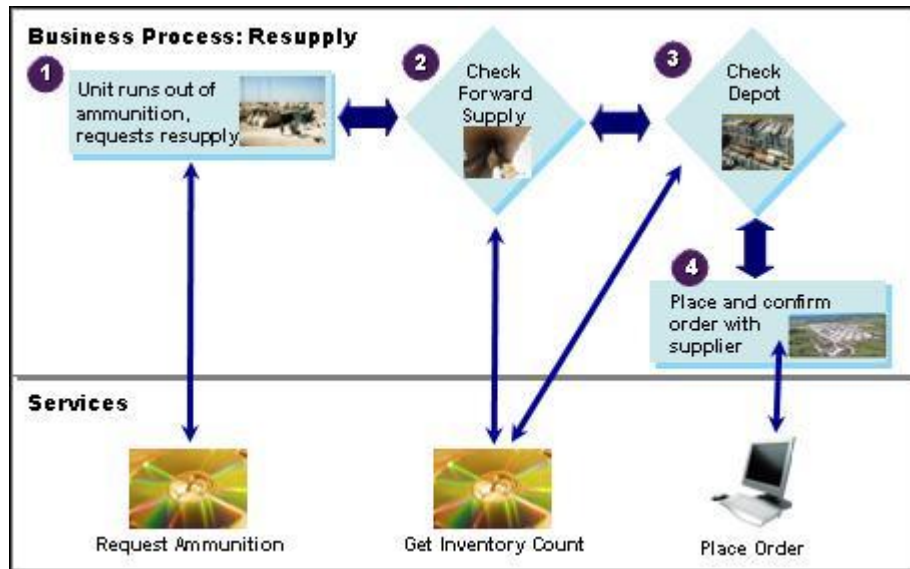 Business Process: Resupply
1
Unit runs out of
ammunition,
requests resupply
2
Check
Forward
Supply
3
Check
Depot
4
Place and confirm
order with
supplier
Services
Request Ammunition
Get Inventory Count
Place Order